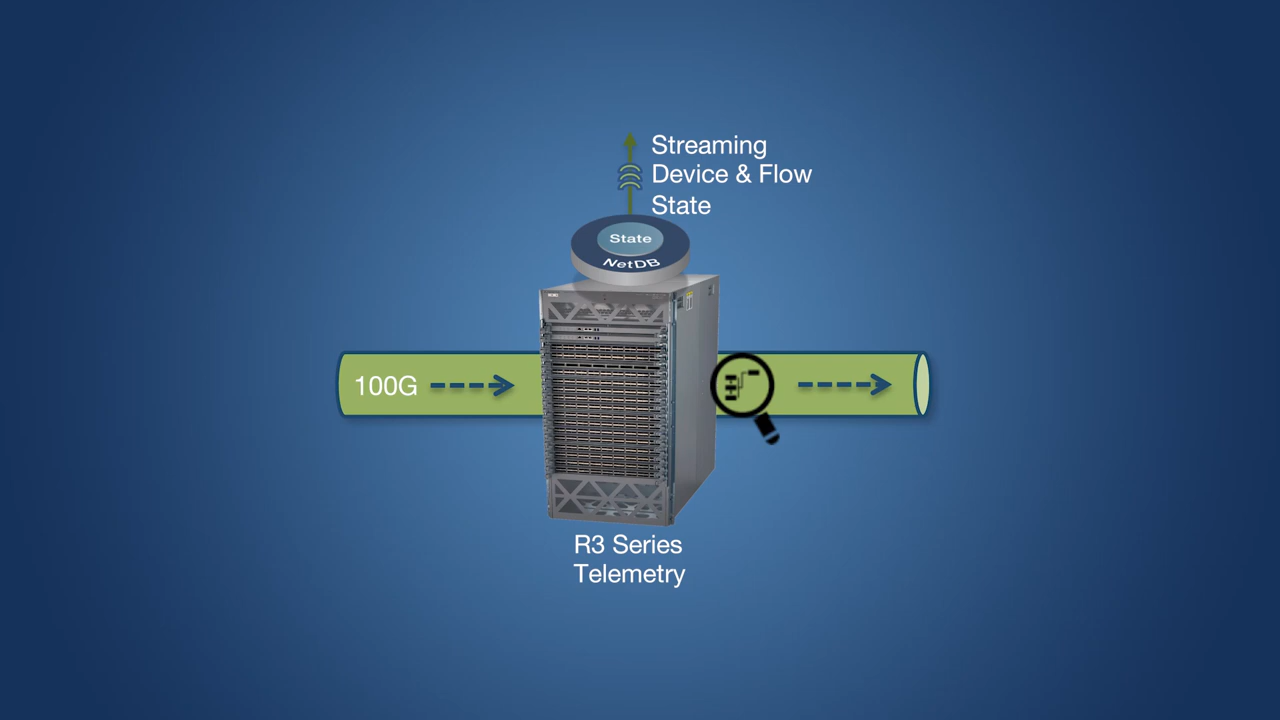 Streaming
Device & Flow
State
State
NetDB
100G
R3 Series
Telemetry